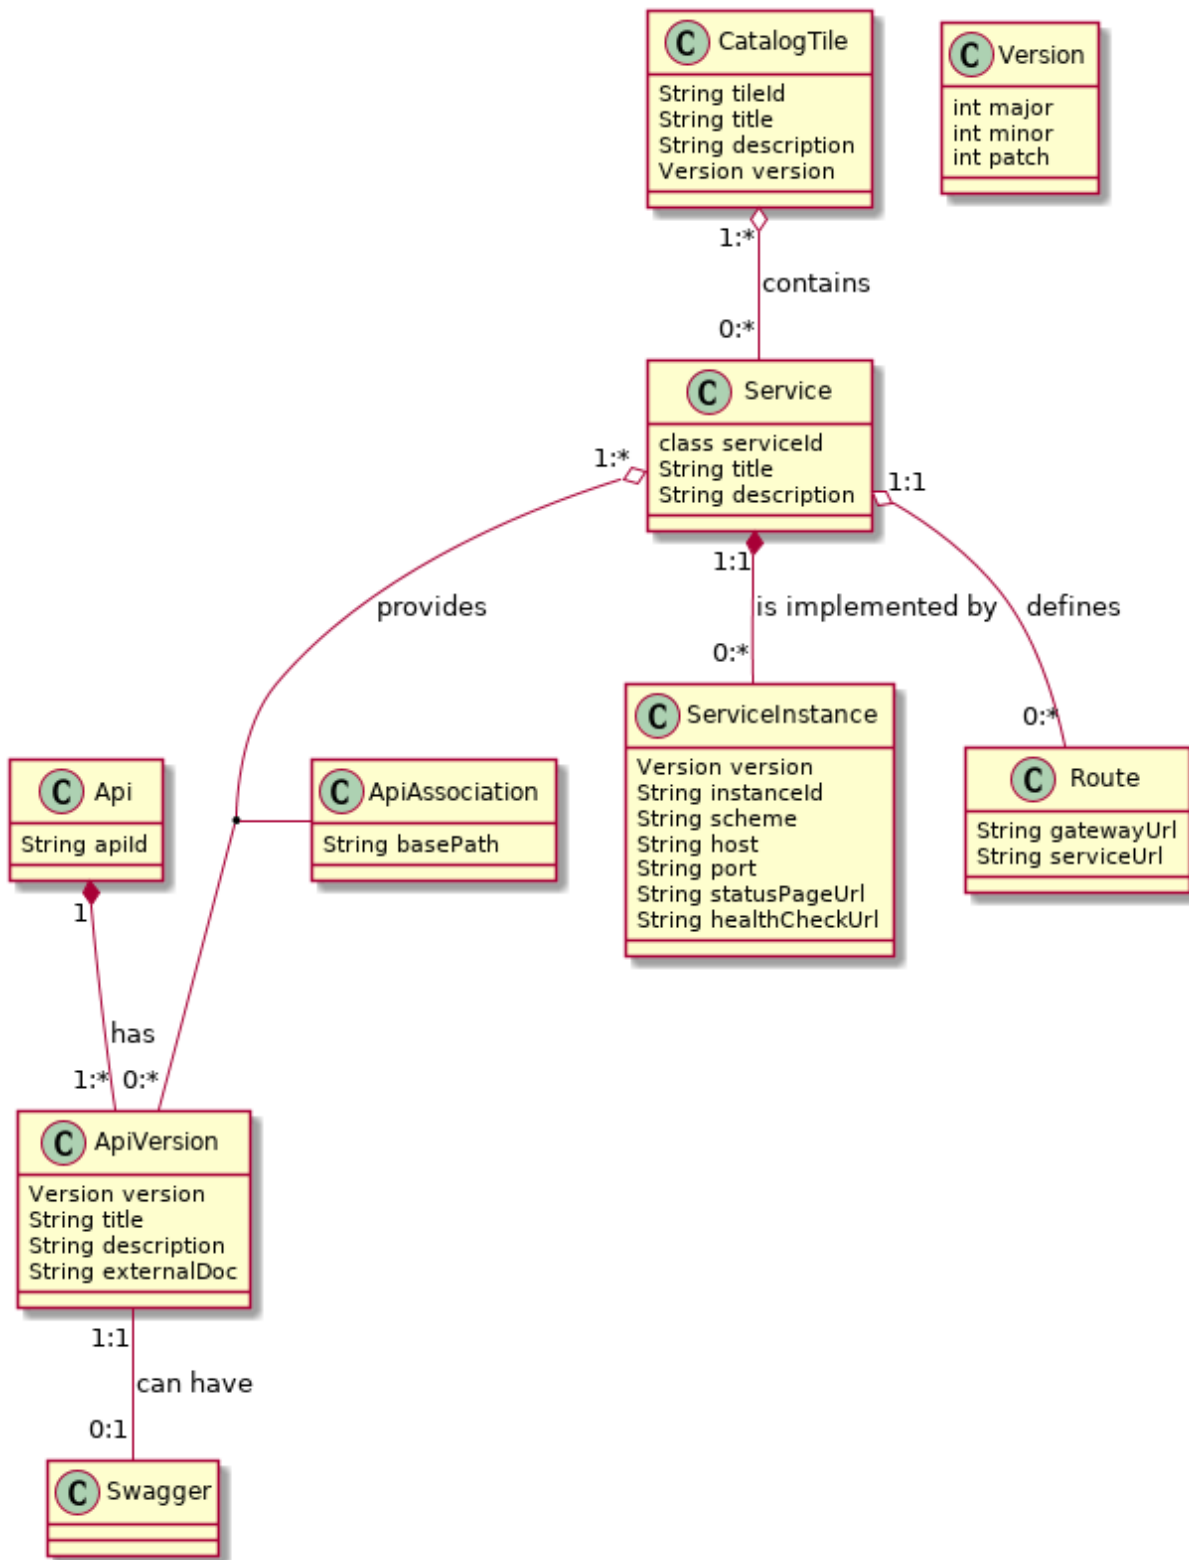 C CatalogTile
String tileId
String title
String description
Version version
C Version
int major
int minor
int patch
1:*
contains
0:*
C Service
class serviceId
String title
String description
1:*
1:1
1:1
provides
is implemented by
defines
0:*
0:*
C ServiceInstance
Version version
String instanceId
String scheme
String host
String port
String statusPageUrl
String healthCheckUrl
C Route
String gatewayUrl
String serviceUrl
C Api
String apiId
C ApiAssociation
String basePath
1
has
1:*
0:*
C ApiVersion
Version version
String title
String description
String externalDoc
1:1
can have
0:1
C Swagger